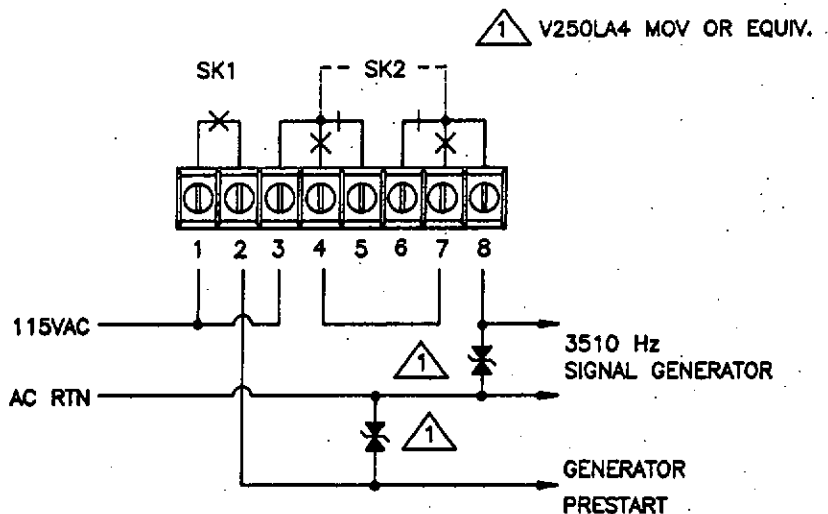 1 V250LA4 MOV OR EQUIV.
SK1
SK2
1 2 3 4 5 6 7 8
115VAC
3510 Hz
SIGNAL GENERATOR
1
AC RTN
1
GENERATOR
PRESTART